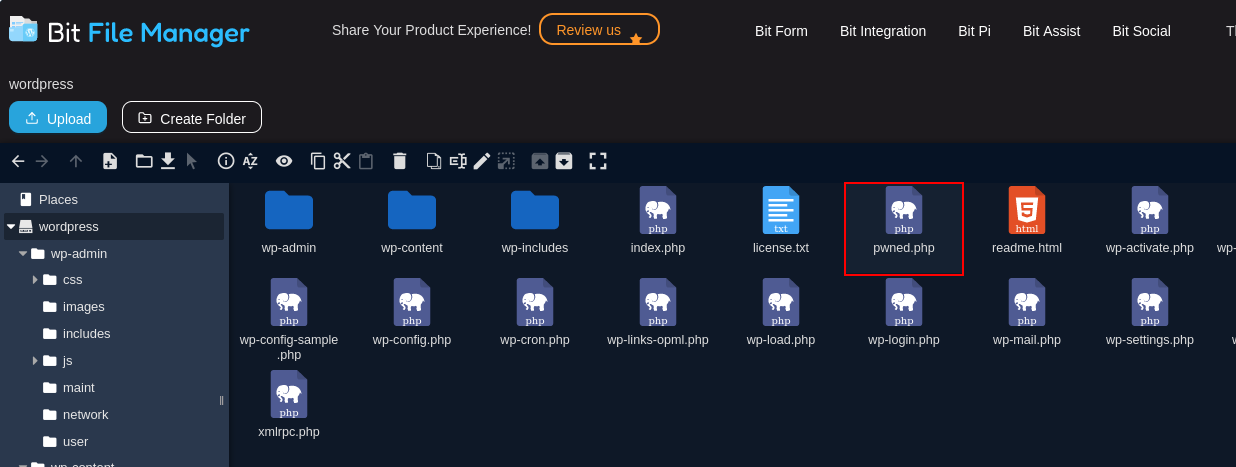 Bit File Manager
Share Your Product Experience! Review us
Bit Form Bit Integration Bit Pi Bit Assist Bit Social
wordpress
Upload Create Folder
AZ
Places
wordpress
wp-admin
css
images
includes
js
maint
network
user
wp-content
php txt php html php
wp-admin wp-content wp-includes index.php license.txt pwned.php readme.html wp-activate.php
php php php php php php php php
wp-config-sample
.php
wp-config.php wp-cron.php wp-links-opml.php wp-load.php wp-login.php wp-mail.php wp-settings.php
php
xmlrpc.php